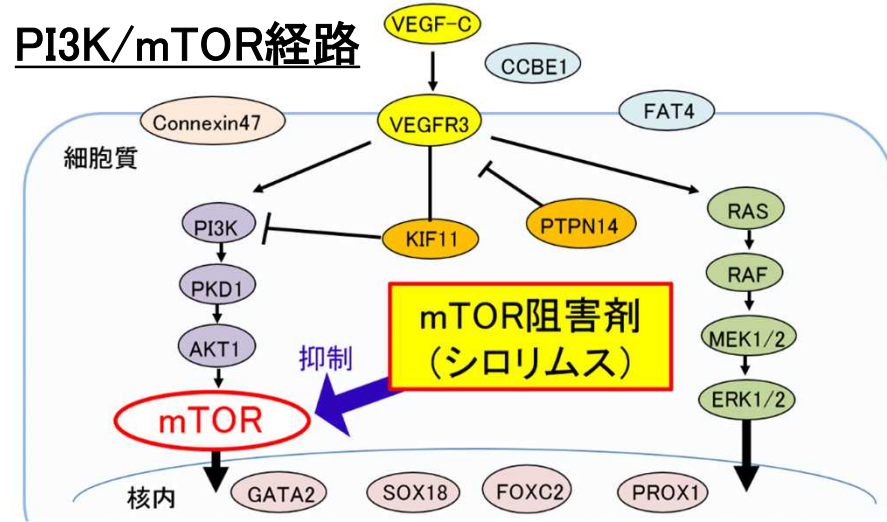 PI3K/mTOR経路
VEGF-C
CCBE1
Connexin47
VEGFR3
FAT4
細胞質
PI3K
KIF11
PTPN14
RAS
PKD1
RAF
mTOR阻害剤
(シロリムス)
AKT1
抑制
MEK1/2
mTOR
ERK1/2
核内
GATA2
SOX18
FOXC2
PROX1